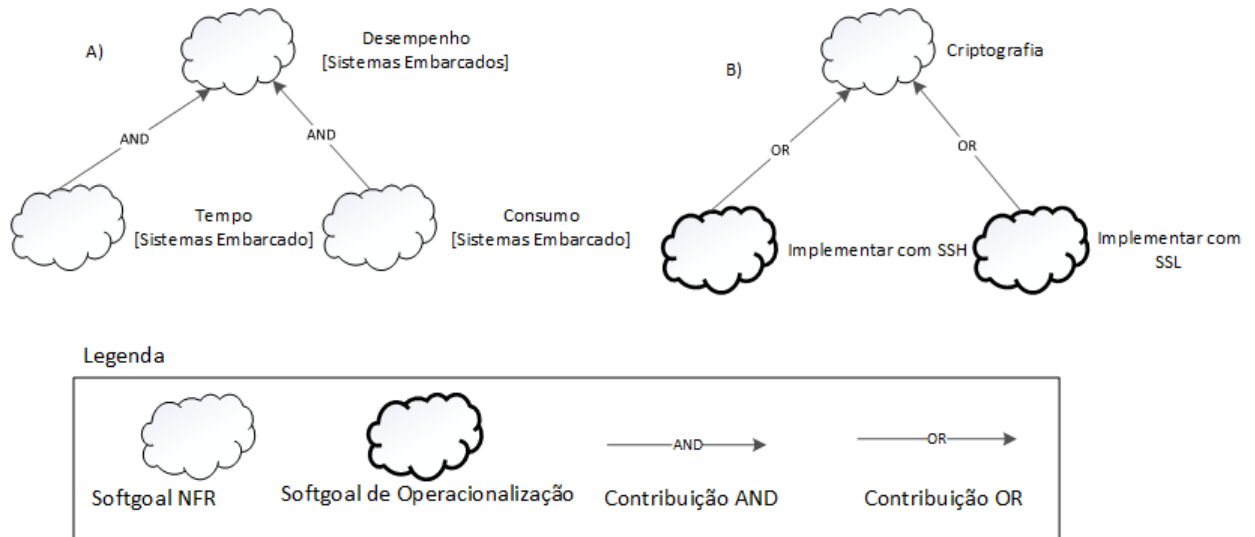 A)
Desempenho
[Sistemas Embarcados]
AND
AND
Tempo
[Sistemas Embarcado]
Consumo
[Sistemas Embarcado]
B)
Criptografia
OR
OR
Implementar com SSH
Implementar com
SSL
Legenda
AND
OR
Softgoal NFR
Softgoal de Operacionalização
Contribuição AND
Contribuição OR